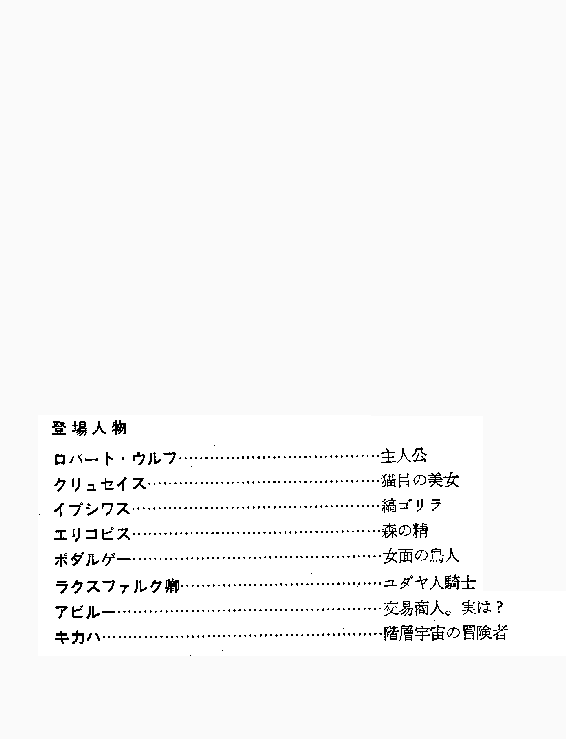 登場人物
ロバート・ウルフ……………………………主人公
クリュセイス…………………………………猫目の美女
イプシワス……………………………………縞ゴリラ
エリコピス……………………………………森の精
ポダルゲー……………………………………女面の鳥人
ラクスファルク卿……………………………ユダヤ人騎士
アビルー………………………………………交易商人。実は？
キカハ…………………………………………階層宇宙の冒険者